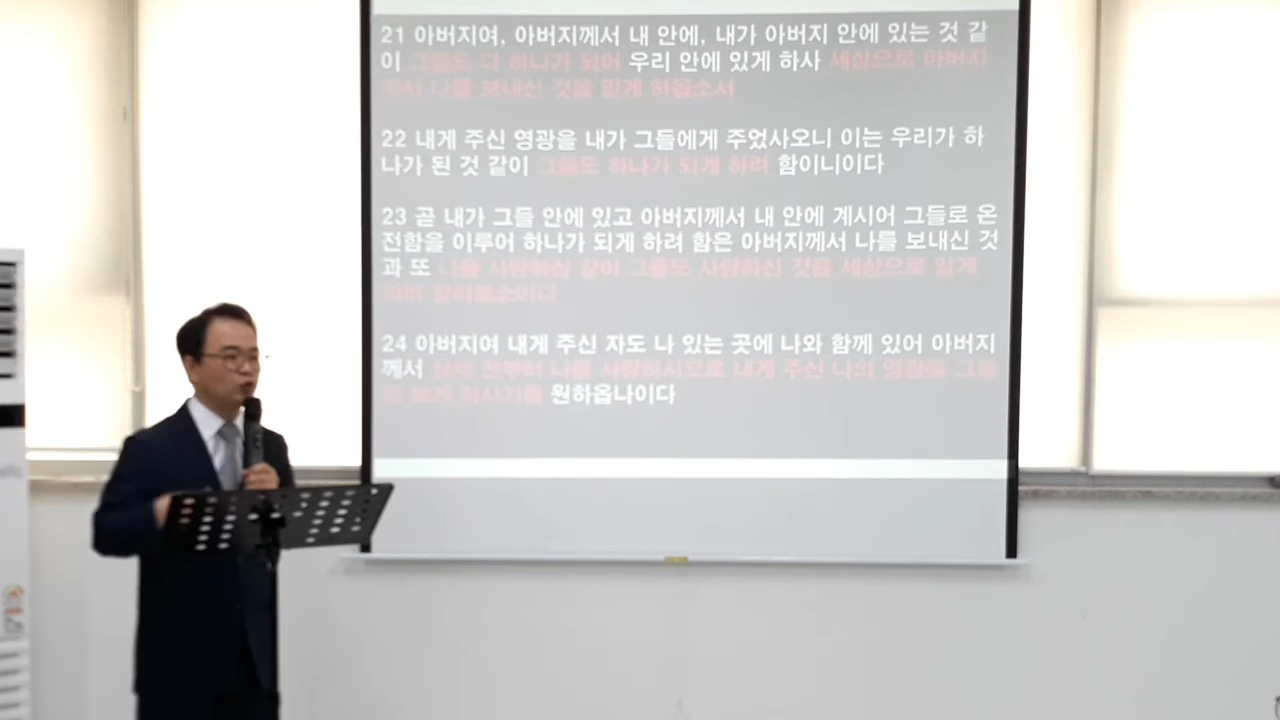 21 아버지여, 아버지께서 내 안에, 내가 아버지 안에 있는 것 같
이 그들도 다 하나가 되어 우리 안에 있게 하사 세상으로 아버지
께서 나를 보내신 것을 믿게 하옵소서
22 내게 주신 영광을 내가 그들에게 주었사오니 이는 우리가 하
나가 된 것 같이 그들도 하나가 되게 하려 함이니이다
23 곧 내가 그들 안에 있고 아버지께서 내 안에 계시어 그들로 온
전함을 이루어 하나가 되게 하려 함은 아버지께서 나를 보내신 것
과 또 나를 사랑하심 같이 그들도 사랑하신 것을 세상으로 알게
하려 함이로소이다
24 아버지여 내게 주신 자도 나 있는 곳에 나와 함께 있어 아버지
께서 창세 전부터 나를 사랑하시므로 내게 주신 나의 영광을 그들
로 보게 하시기를 원하옵나이다